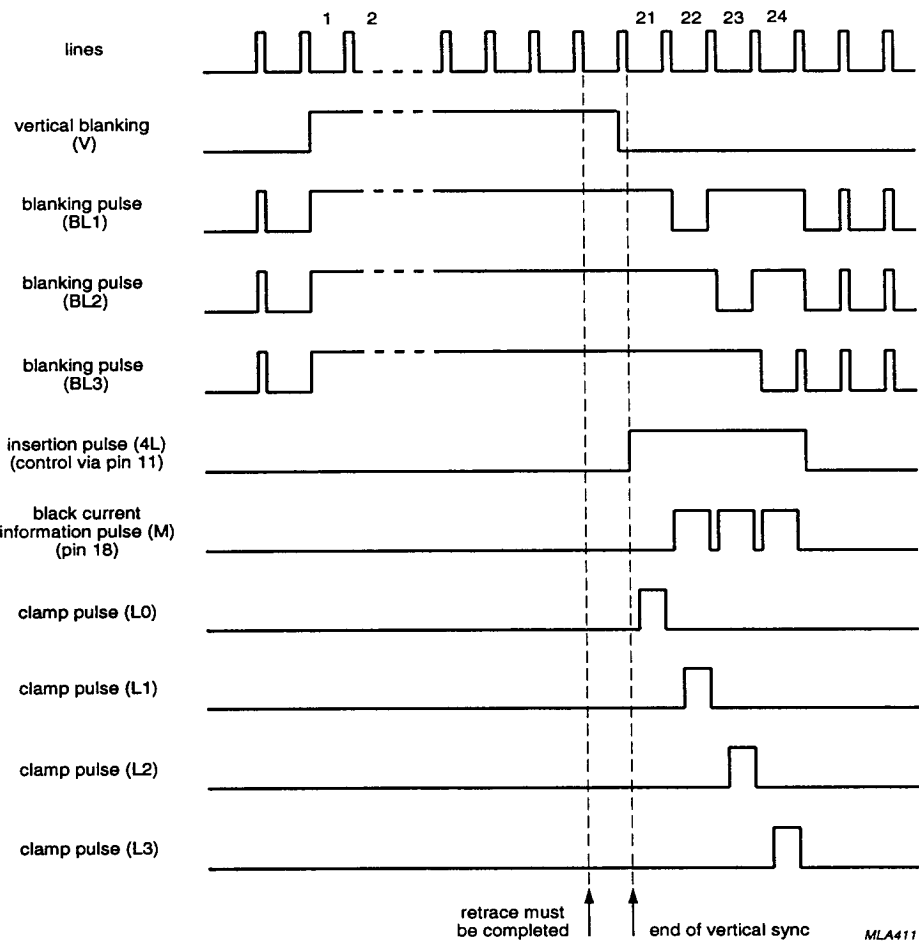 1 2 21 22 23 24
lines
vertical blanking
(V)
blanking pulse
(BL1)
blanking pulse
(BL2)
blanking pulse
(BL3)
insertion pulse (4L)
(control via pin 11)
black current
information pulse (M)
(pin 18)
clamp pulse (L0)
clamp pulse (L1)
clamp pulse (L2)
clamp pulse (L3)
retrace must
be completed
end of vertical sync
MLA411